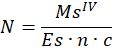 N = Ms^{IV} / Es · n · c